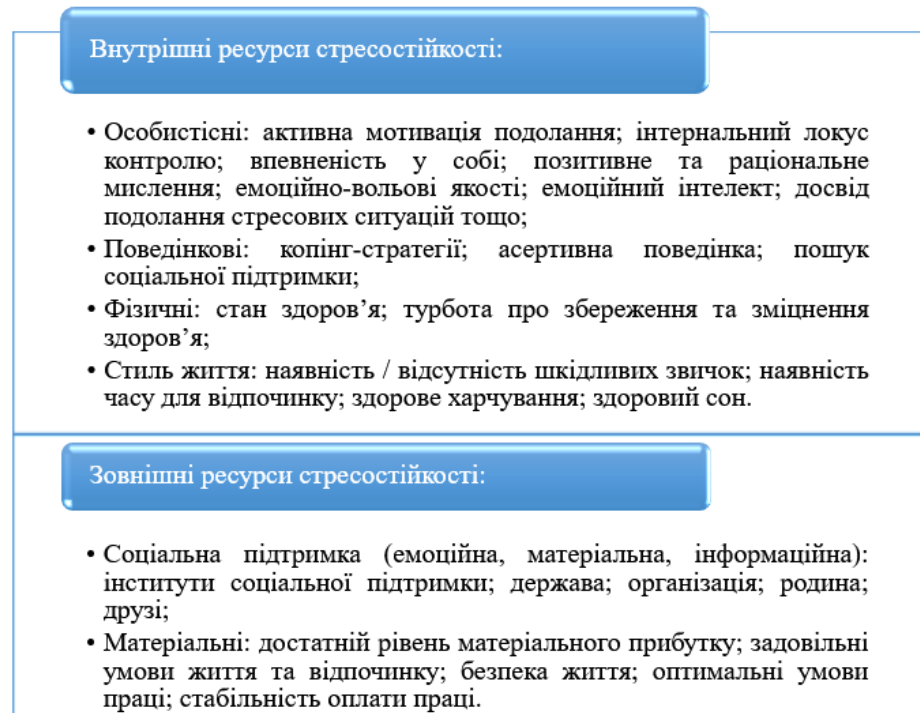 Внутрішні ресурси стресостійкості:
• Особистісні: активна мотивація подолання; інтернальний локус
контролю; впевненість у собі; позитивне та раціональне
мислення; емоційно-вольові якості; емоційний інтелект; досвід
подолання стресових ситуацій тощо;
• Поведінкові: копінг-стратегії; асертивна поведінка; пошук
соціальної підтримки;
• Фізичні: стан здоров’я; турбота про збереження та зміцнення
здоров’я;
• Стиль життя: наявність / відсутність шкідливих звичок; наявність
часу для відпочинку; здорове харчування; здоровий сон.
Зовнішні ресурси стресостійкості:
• Соціальна підтримка (емоційна, матеріальна, інформаційна):
інститути соціальної підтримки; держава; організація; родина;
друзі;
• Матеріальні: достатній рівень матеріального прибутку; задовільні
умови життя та відпочинку; безпека життя; оптимальні умови
праці; стабільність оплати праці.